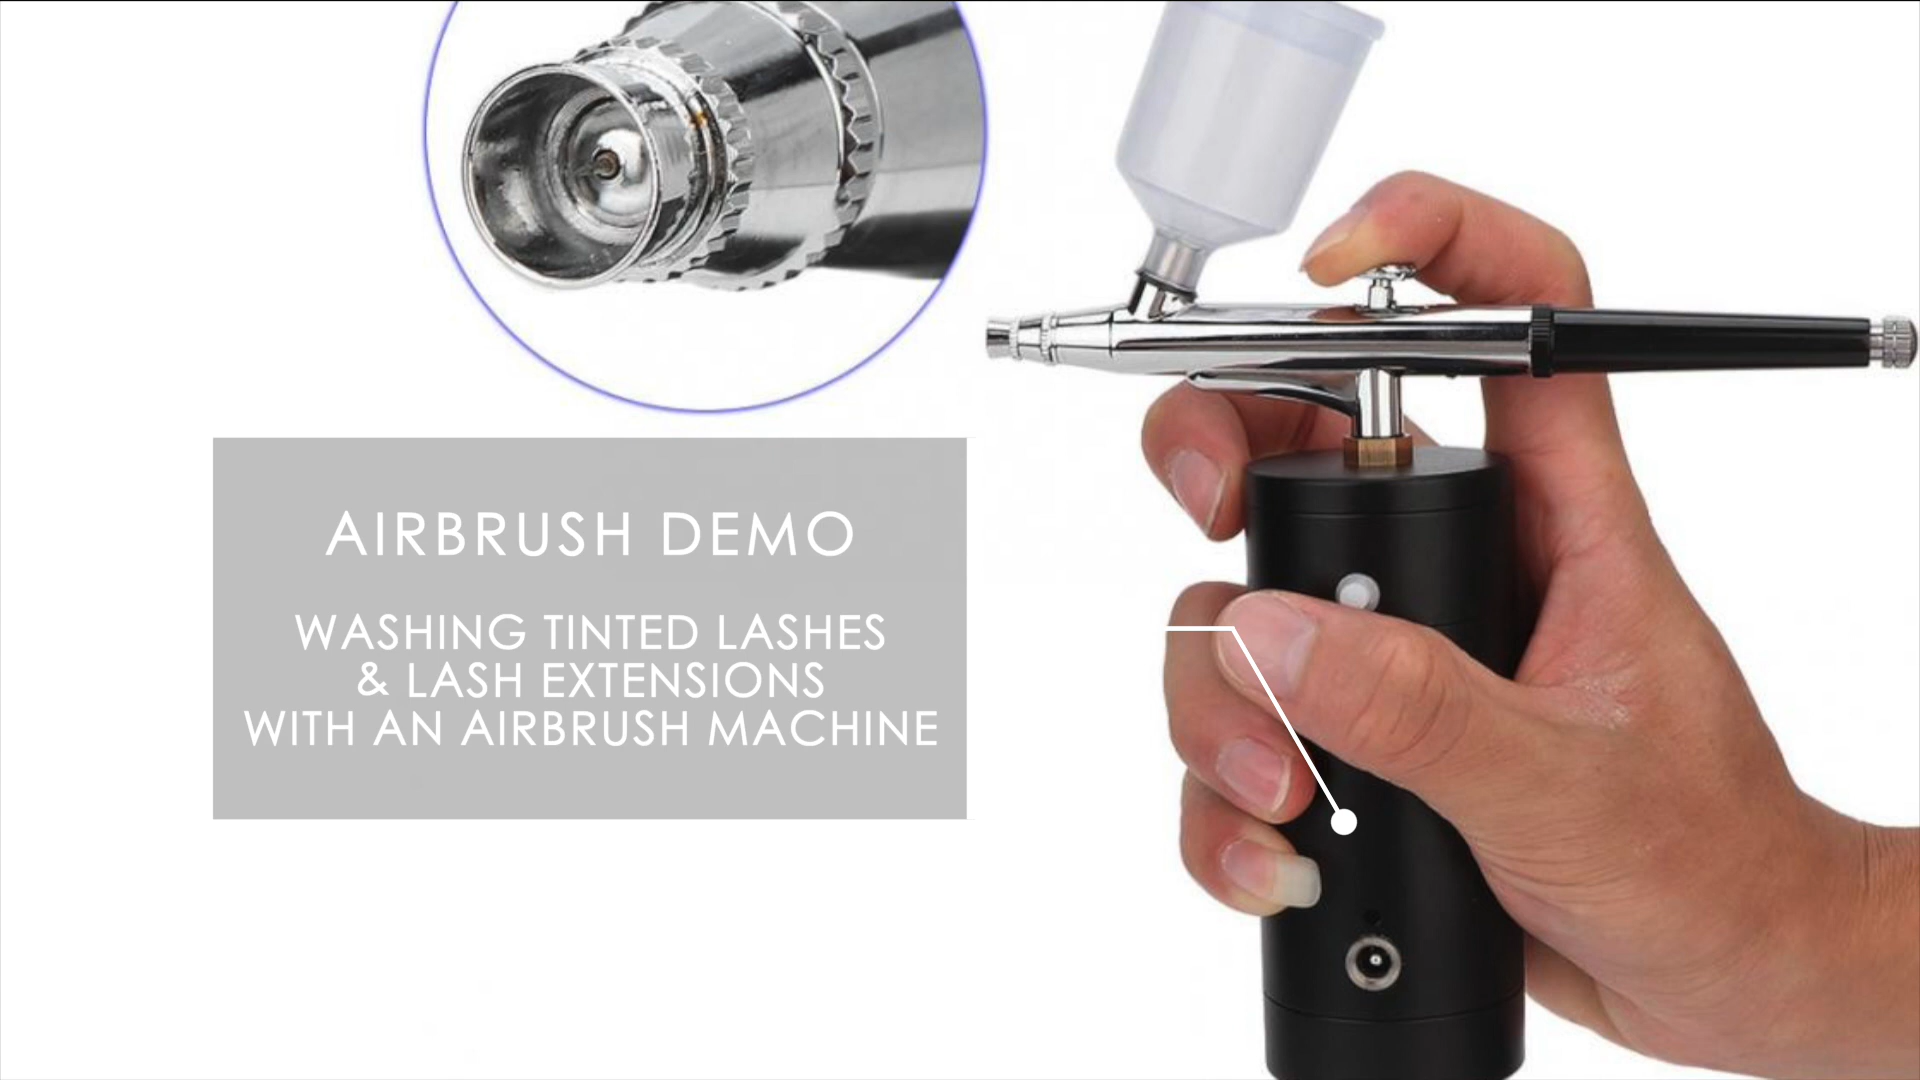 AIRBRUSH DEMO
WASHING TINTED LASHES
& LASH EXTENSIONS
WITH AN AIRBRUSH MACHINE